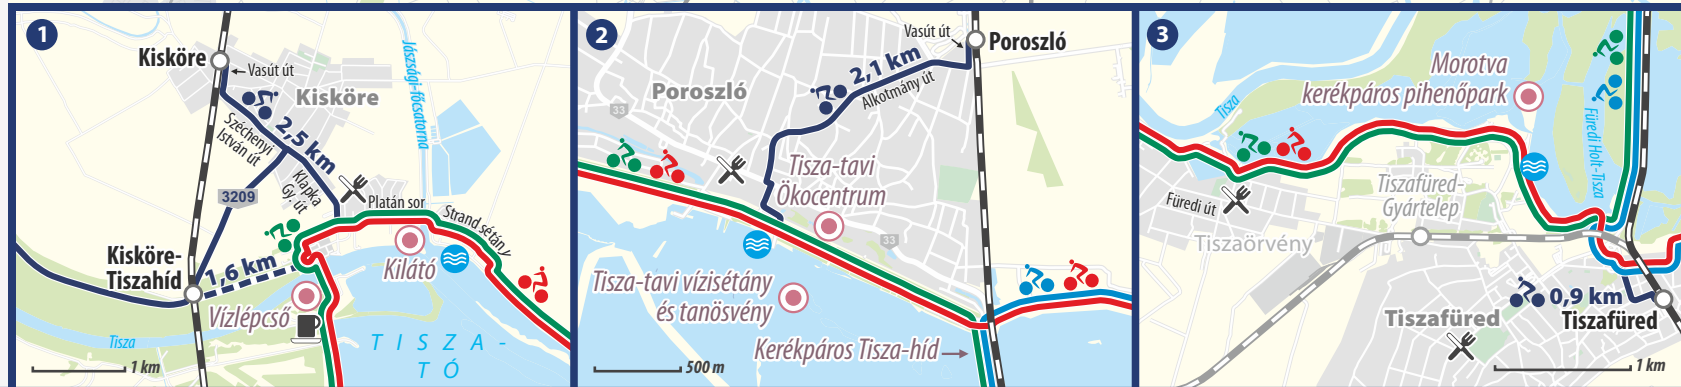 1
Kisköre
Vasút út
Kisköre
Jászsági-főcsatorna
Széchenyi
István út
2,5 km
Klapka
Gy. út
3209
Platán sor
Strand sétány
Kisköre-
Tiszahíd
1,6 km
Kilátó
Vízlépcső
Tisza
TISZA-
TÓ
1 km
2
Vasút út
Poroszló
2,1 km
Alkotmány út
Poroszló
33
Tisza-tavi
Ökocentrum
33
Tisza-tavi vízisétány
és tanösvény
Kerékpáros Tisza-híd
500 m
3
Morotva
kerékpáros pihenőpark
Tisza
Füredi Holt-Tisza
Tiszafüred-
Gyártelep
Füredi út
Tiszaörvény
0,9 km
Tiszafüred
Tiszafüred
1 km